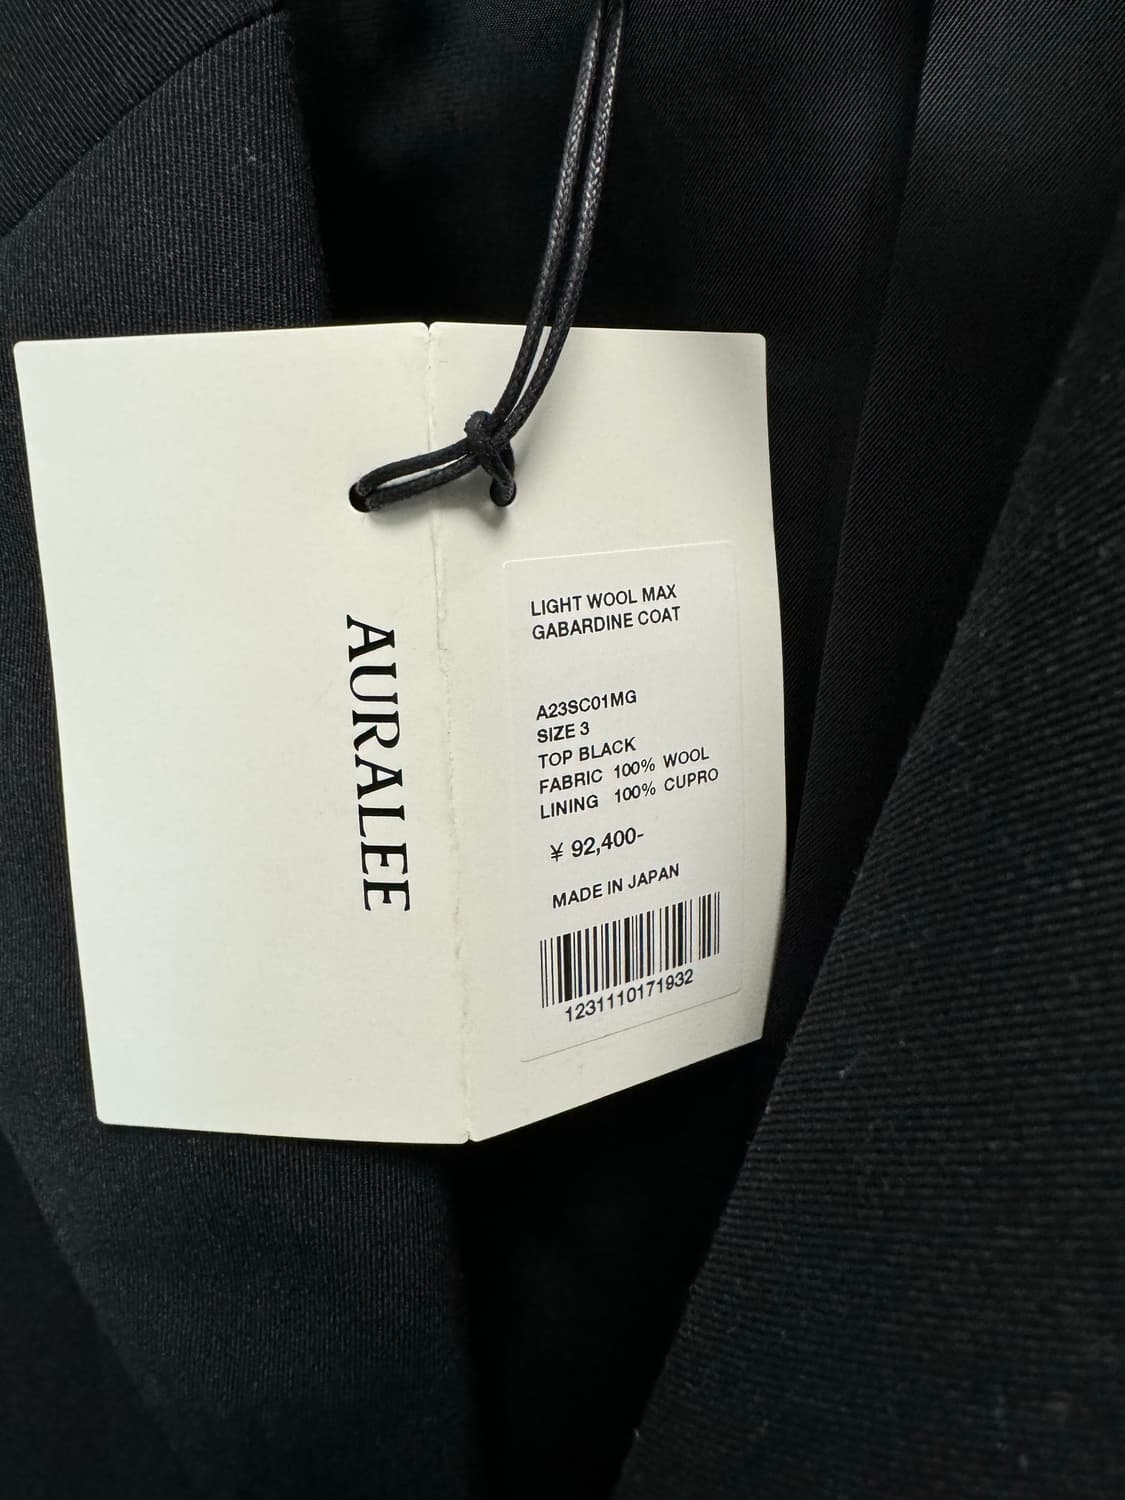 AURALEE
LIGHT WOOL MAX
GABARDINE COAT
A23SC01MG
SIZE 3
TOP BLACK
FABRIC 100% WOOL
LINING 100% CUPRO
¥ 92,400-
MADE IN JAPAN
1231110171932